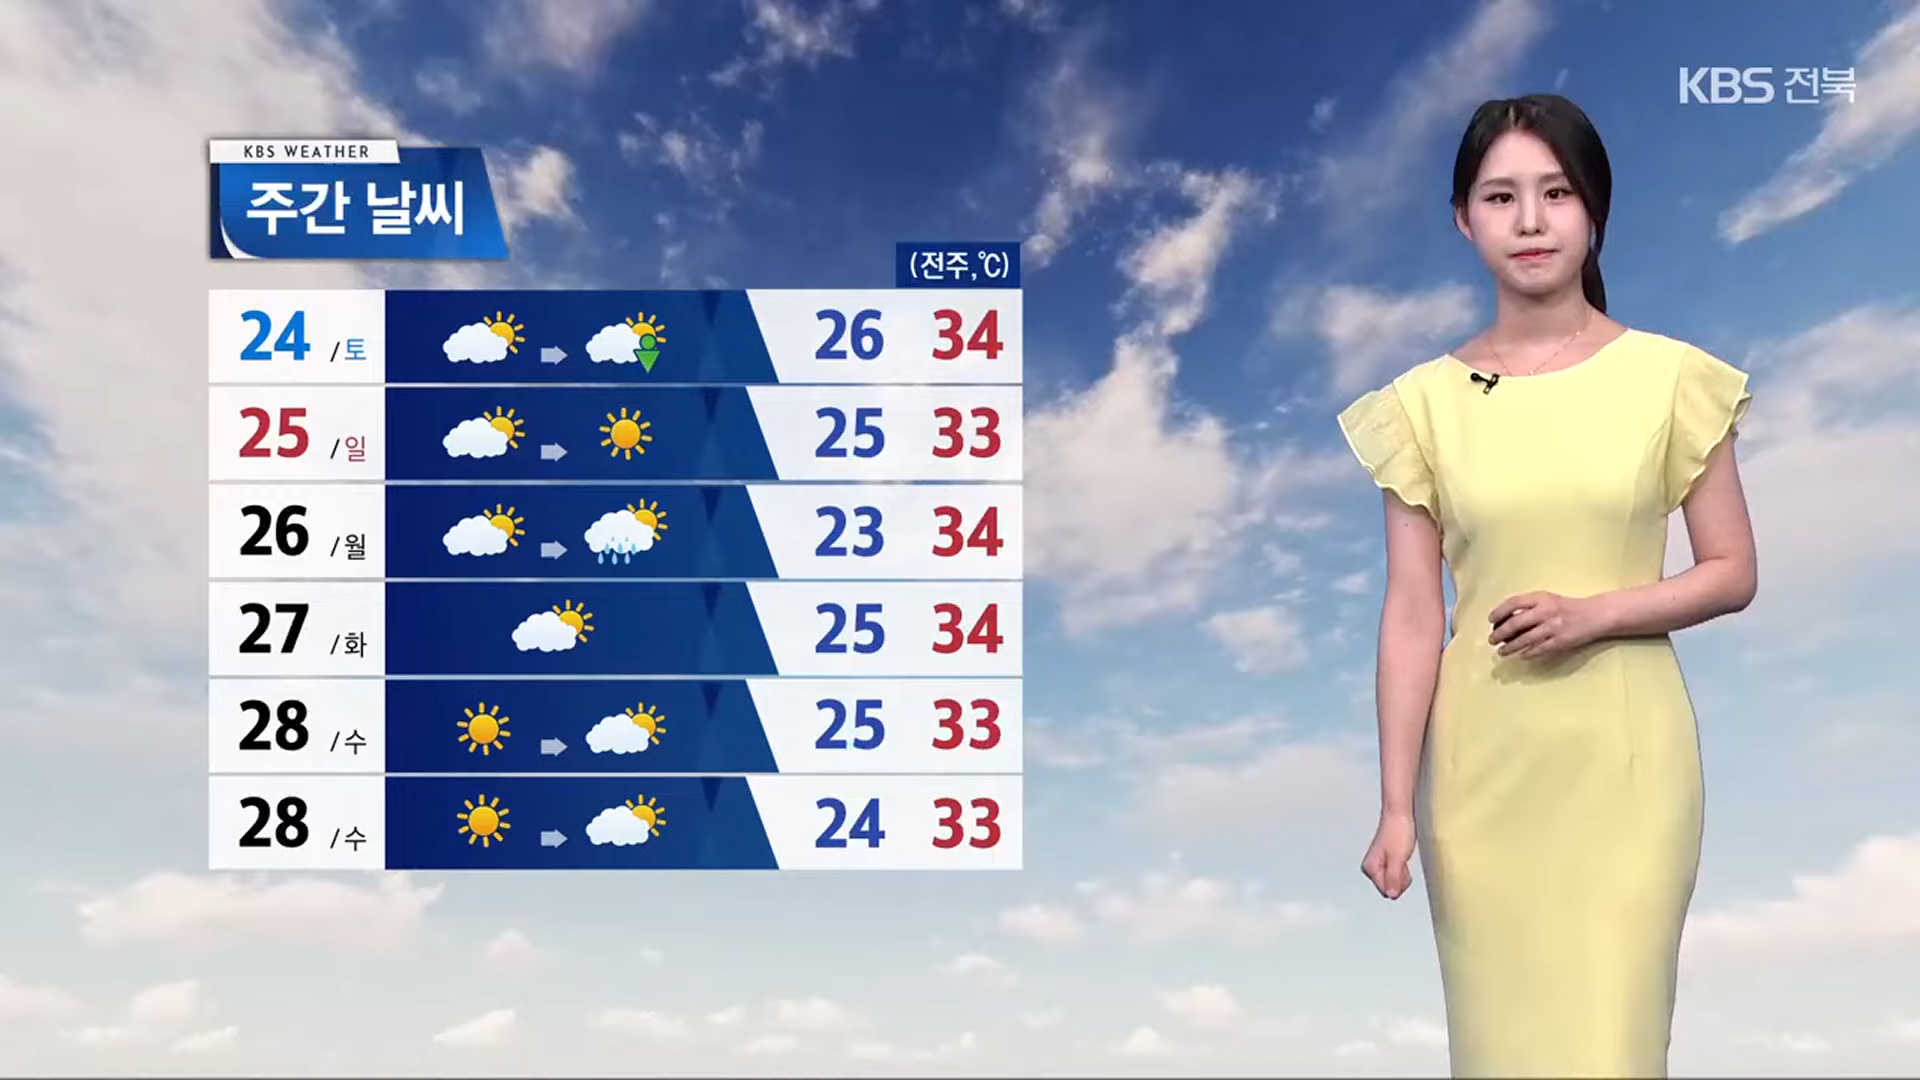 KBS 전북
KBS WEATHER
주간 날씨
(전주,℃)
24 /토 26 34
25 /일 25 33
26 /월 23 34
27 /화 25 34
28 /수 25 33
28 /수 24 33